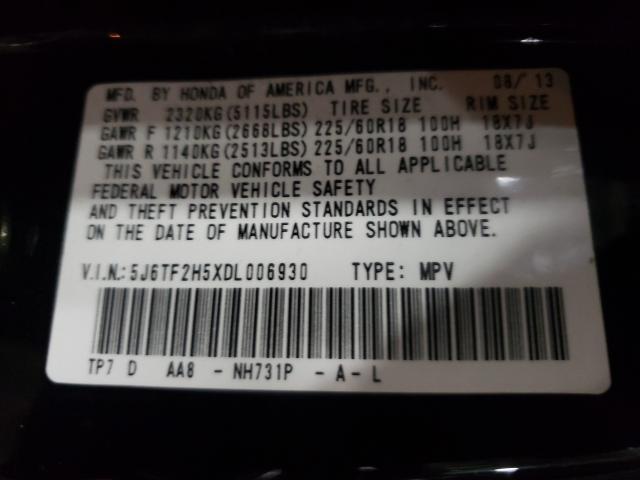 MFD. BY HONDA OF AMERICA MFG., INC. 08/'13
GVWR 2320KG(5115LBS) TIRE SIZE RIM SIZE
GAWR F 1210KG(2668LBS) 225/60R18 100H 18X7J
GAWR R 1140KG(2513LBS) 225/60R18 100H 18X7J
THIS VEHICLE CONFORMS TO ALL APPLICABLE
FEDERAL MOTOR VEHICLE SAFETY
AND THEFT PREVENTION STANDARDS IN EFFECT
ON THE DATE OF MANUFACTURE SHOWN ABOVE.
V.I.N.: 5J6TF2H5XDL006930 TYPE: MPV
TP7 D AA8 - NH731P - A - L